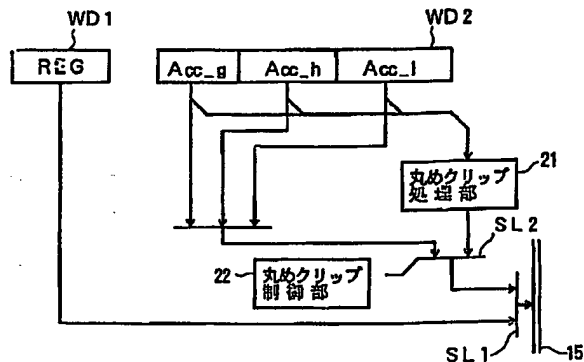 WD1
WD2
REG
Acc_g
Acc_h
Acc_l
丸めクリップ
処理部
21
SL2
22
丸めクリップ
制御部
SL1
15